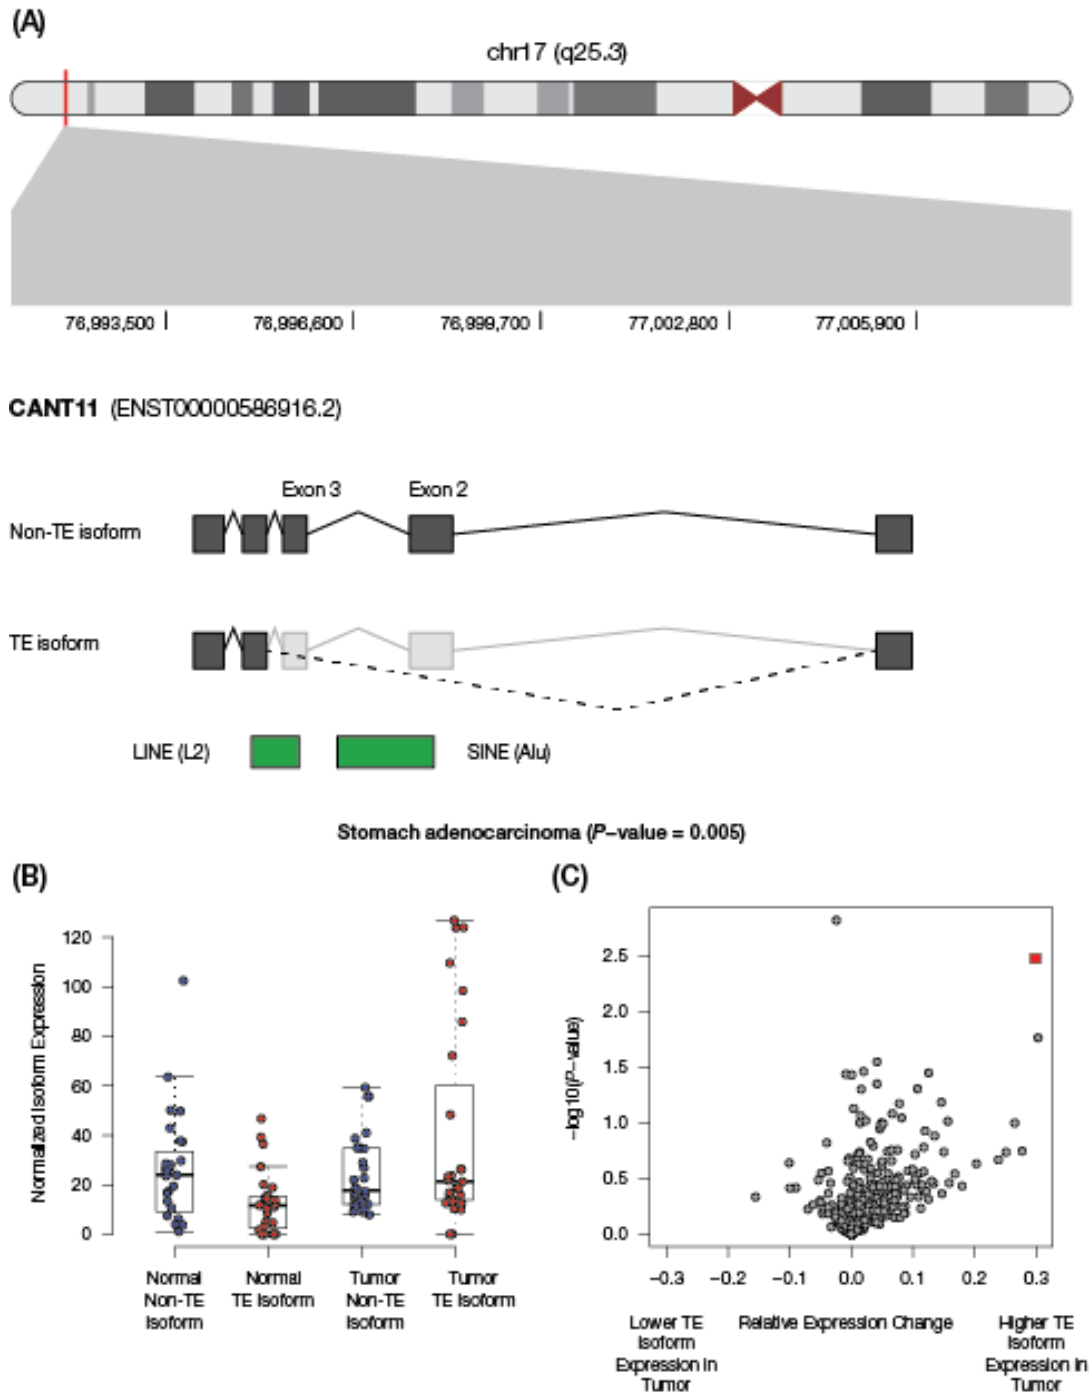 (A)
chr17 (q25.3)
76,993,500
76,996,600
76,999,700
77,002,800
77,005,900
CANT11 (ENST00000586916.2)
Exon 3
Exon 2
Non-TE isoform
TE isoform
LINE (L2)
SINE (Alu)
Stomach adenocarcinoma (P-value = 0.005)
(B)
Normalized Isoform Expression
120
100
80
60
40
20
0
Normal
Non-TE
Isoform
Normal
TE Isoform
Tumor
Non-TE
Isoform
Tumor
TE Isoform
(C)
-log10(P-value)
2.5
2.0
1.5
1.0
0.5
0.0
-0.3
-0.2
-0.1
0.0
0.1
0.2
0.3
Lower TE
Isoform
Expression in
Tumor
Relative Expression Change
Higher TE
Isoform
Expression in
Tumor